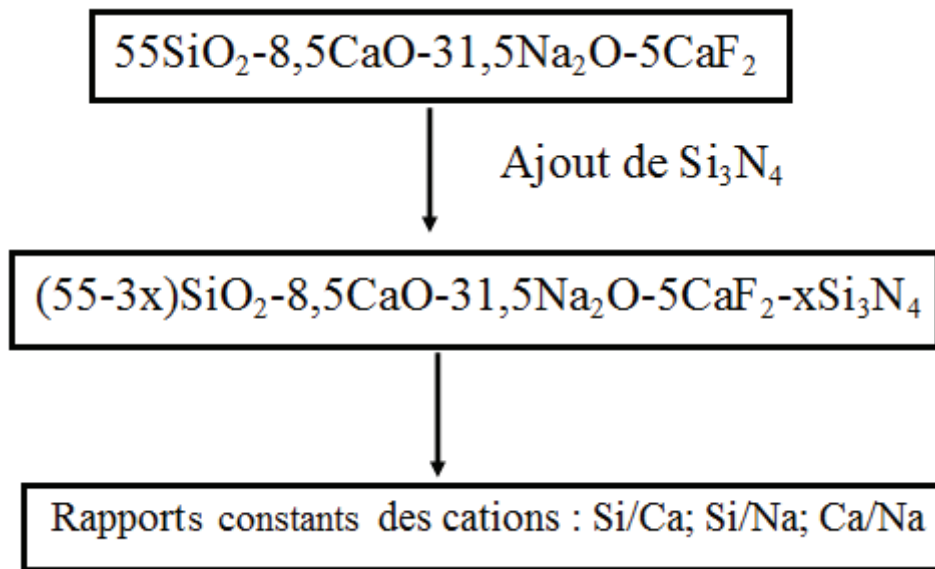 55SiO₂-8,5CaO-31,5Na₂O-5CaF₂
Ajout de Si₃N₄
(55-3x)SiO₂-8,5CaO-31,5Na₂O-5CaF₂-xSi₃N₄
Rapports constants des cations : Si/Ca; Si/Na; Ca/Na